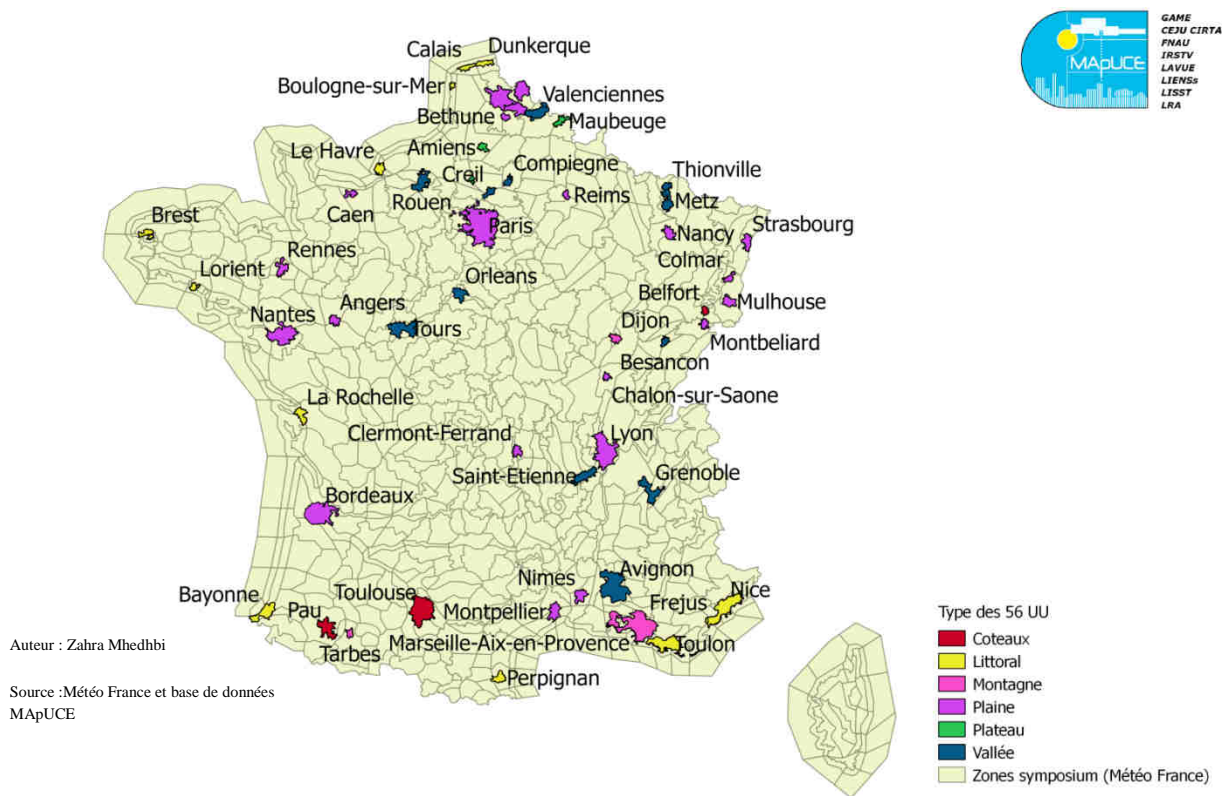 GAME
CEJU CIRTA
FNAU
IRSTV
LAVUE
LIENSs
LISST
LRA
MApUCE
Calais
Dunkerque
Boulogne-sur-Mer
Valenciennes
Bethune
Maubeuge
Le Havre
Amiens
Compiegne
Thionville
Creil
Caen
Rouen
Reims
Metz
Brest
Paris
Strasbourg
Rennes
Nancy
Lorient
Orleans
Colmar
Angers
Belfort
Nantes
Mulhouse
Tours
Dijon
Montbeliard
Besancon
La Rochelle
Chalon-sur-Saone
Clermont-Ferrand
Lyon
Saint-Etienne
Grenoble
Bordeaux
Avignon
Nimes
Bayonne
Toulouse
Nice
Pau
Montpellier
Frejus
Tarbes
Marseille-Aix-en-Provence
Toulon
Perpignan
Auteur : Zahra Mhedhbi
Source :Météo France et base de données
MApUCE
Type des 56 UU
Coteaux
Littoral
Montagne
Plaine
Plateau
Vallée
Zones symposium (Météo France)